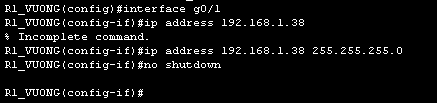 R1_VUONG(config)#interface g0/1
R1_VUONG(config-if)#ip address 192.168.1.38
% Incomplete command.
R1_VUONG(config-if)#ip address 192.168.1.38 255.255.255.0
R1_VUONG(config-if)#no shutdown
R1_VUONG(config-if)#